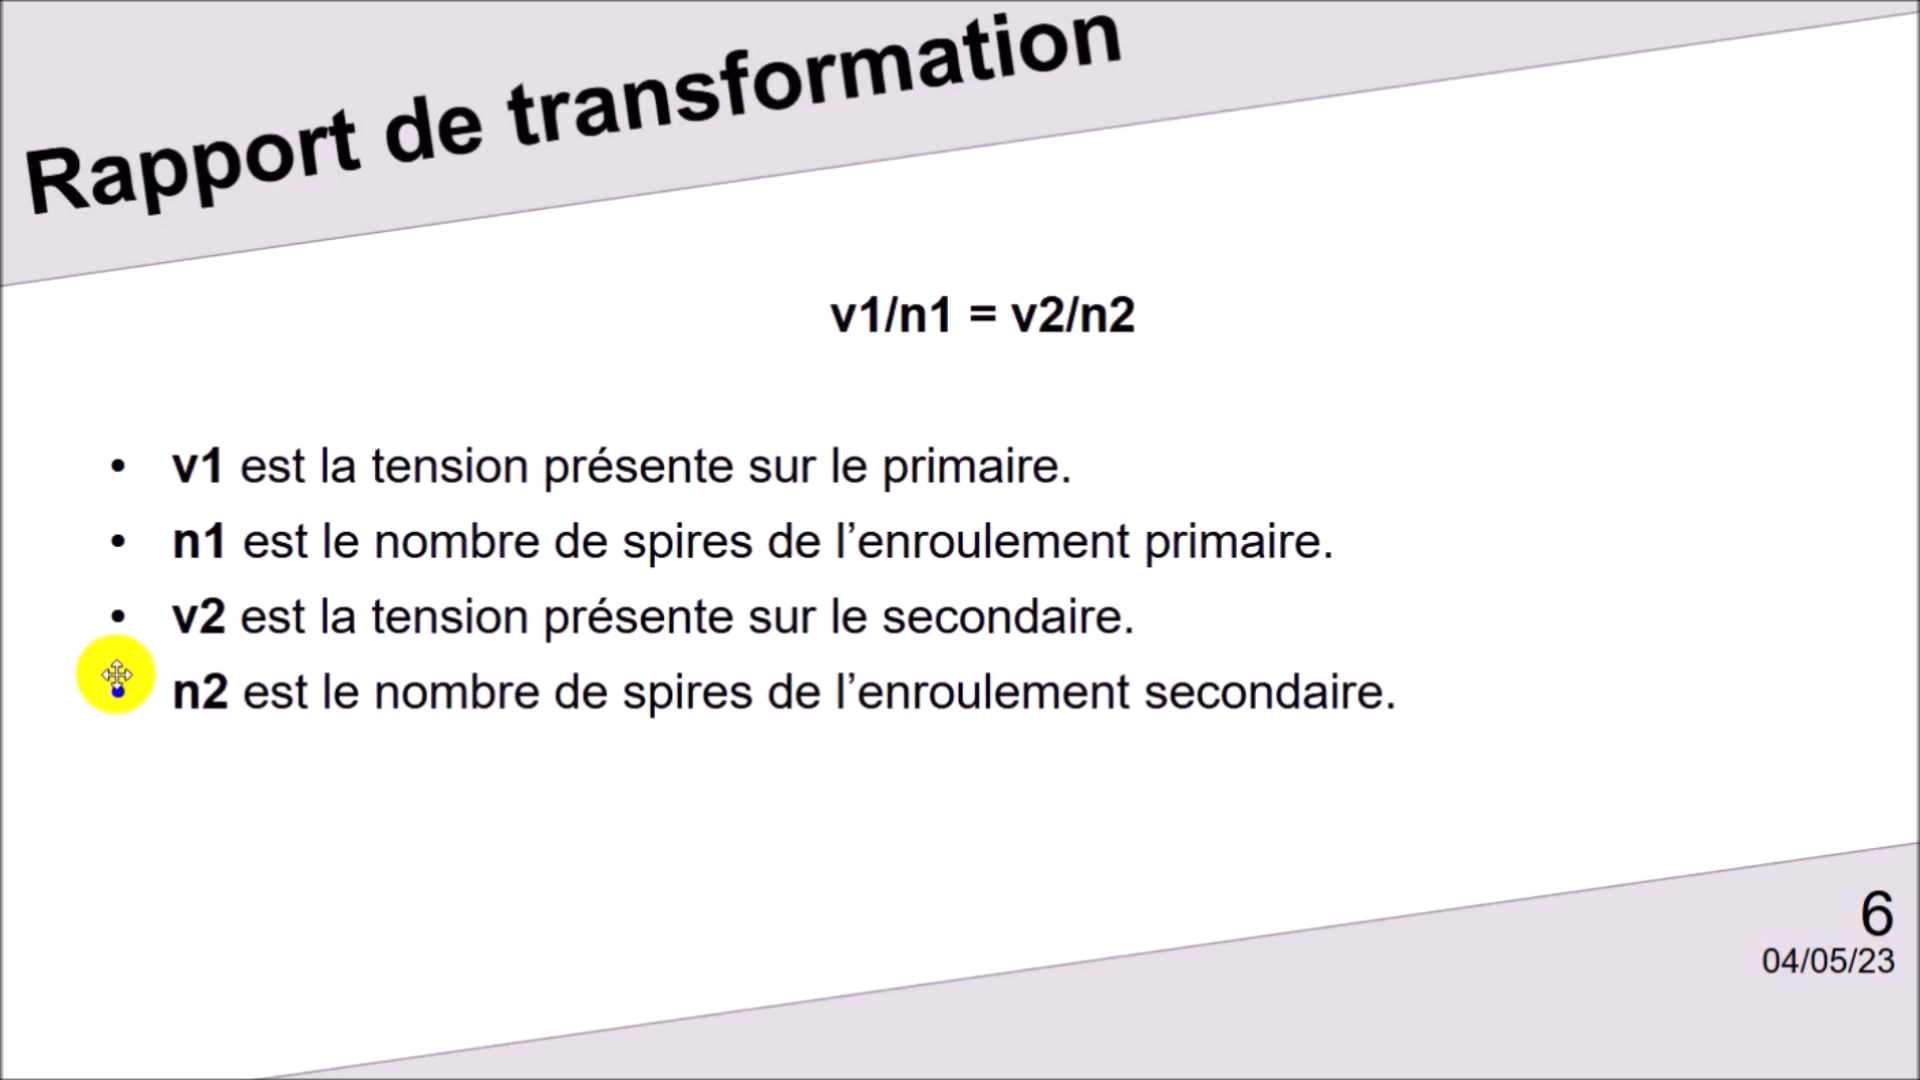 Rapport de transformation
v1/n1 = v2/n2
• v1 est la tension présente sur le primaire.
• n1 est le nombre de spires de l’enroulement primaire.
• v2 est la tension présente sur le secondaire.
• n2 est le nombre de spires de l’enroulement secondaire.
6
04/05/23